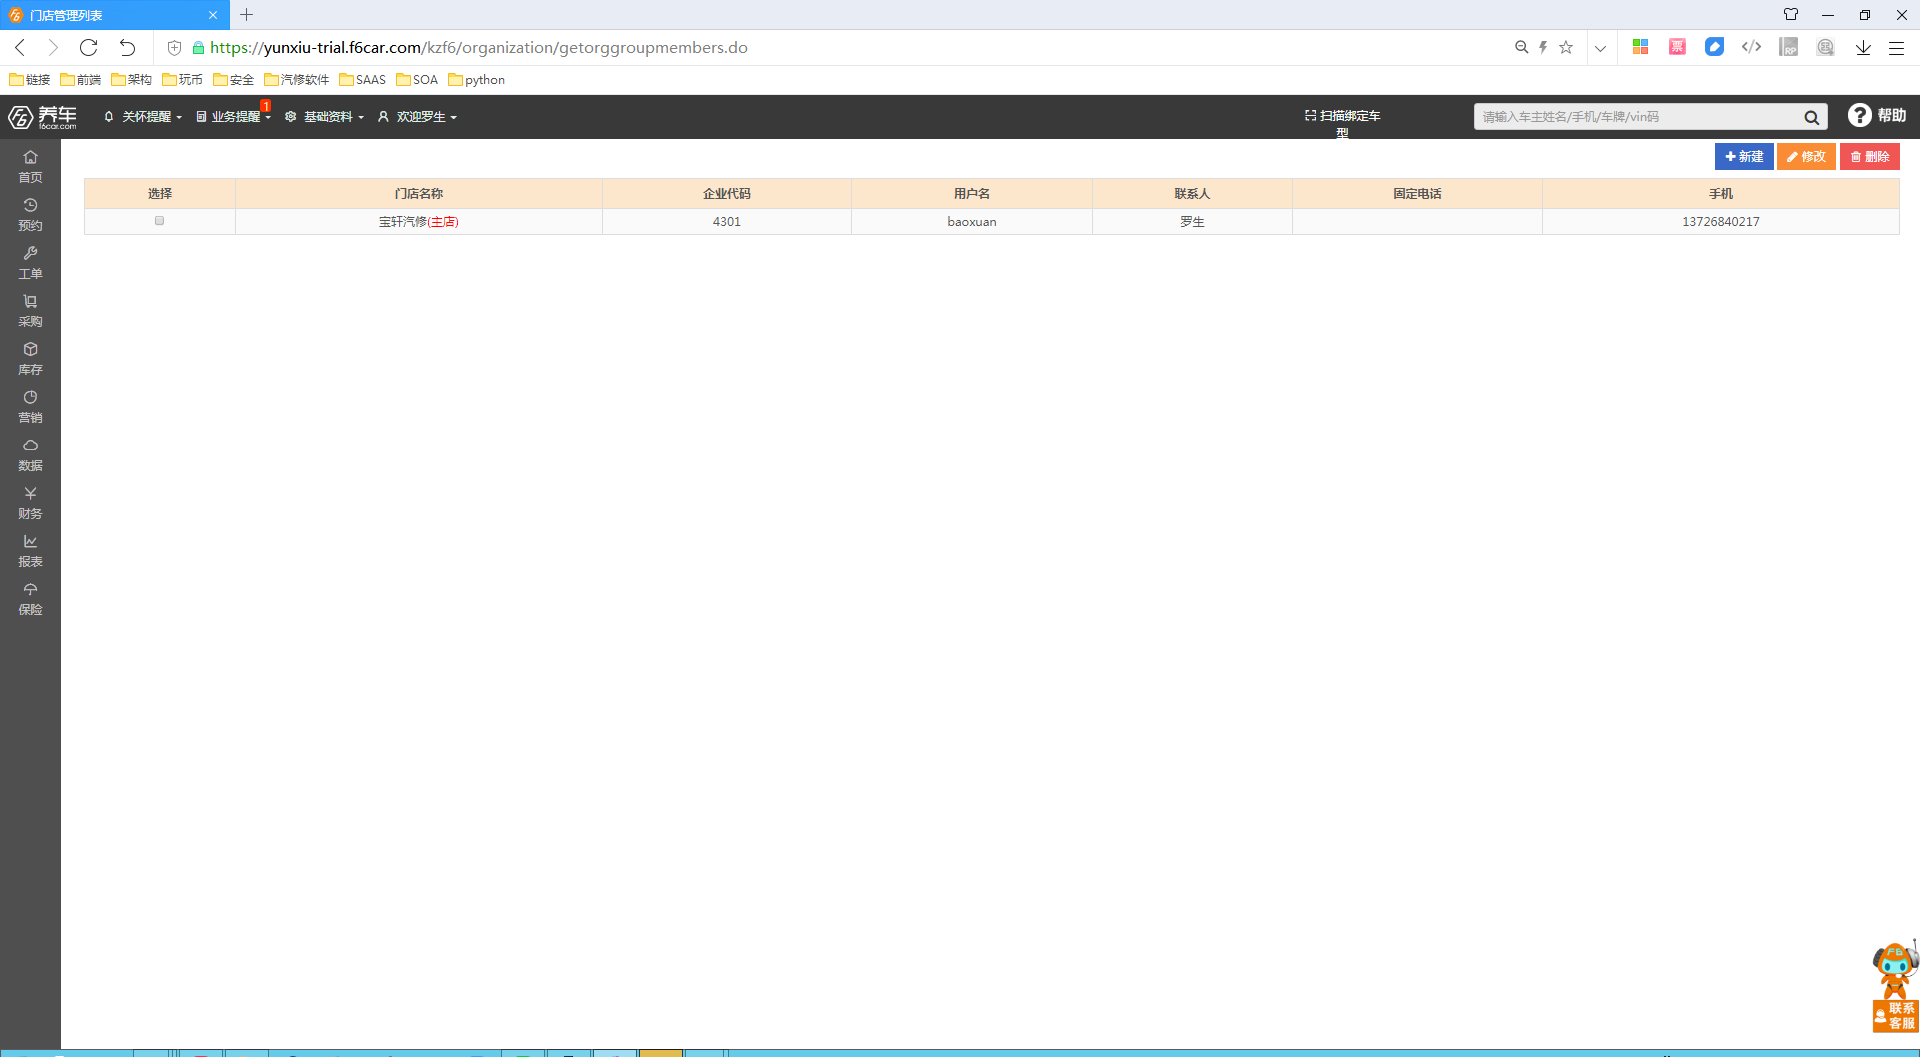 门店管理列表
https://yunxiu-trial.f6car.com/kzf6/organization/getorggroupmembers.do
票
RP
链接 前端 架构 玩币 安全 汽修软件 SAAS SOA python
F6 养车 f6car.com
关怀提醒 业务提醒 1 基础资料 欢迎罗生
扫描绑定车
型
请输入车主姓名/手机/车牌/vin码
? 帮助
首页
预约
工单
采购
库存
营销
数据
财务
报表
保险
新建 修改 删除
选择 门店名称 企业代码 用户名 联系人 固定电话 手机
宝轩汽修(主店) 4301 baoxuan 罗生 13726840217
F6
联系
客服